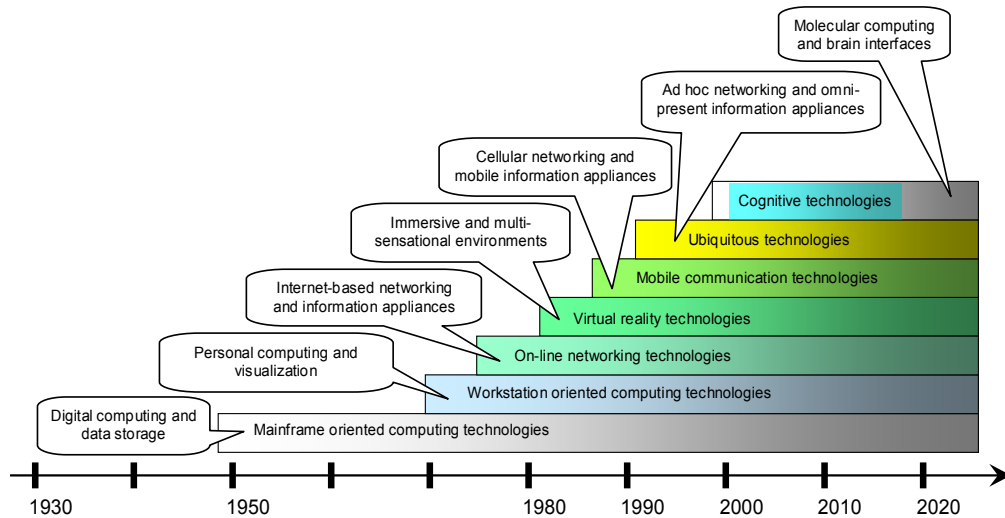 Molecular computing
and brain interfaces
Ad hoc networking and omni-
present information appliances
Cellular networking and
mobile information appliances
Cognitive technologies
Immersive and multi-
sensational environments
Ubiquitous technologies
Internet-based networking
and information appliances
Mobile communication technologies
Virtual reality technologies
Personal computing and
visualization
On-line networking technologies
Workstation oriented computing technologies
Digital computing and
data storage
Mainframe oriented computing technologies
1930 1950 1980 1990 2000 2010 2020